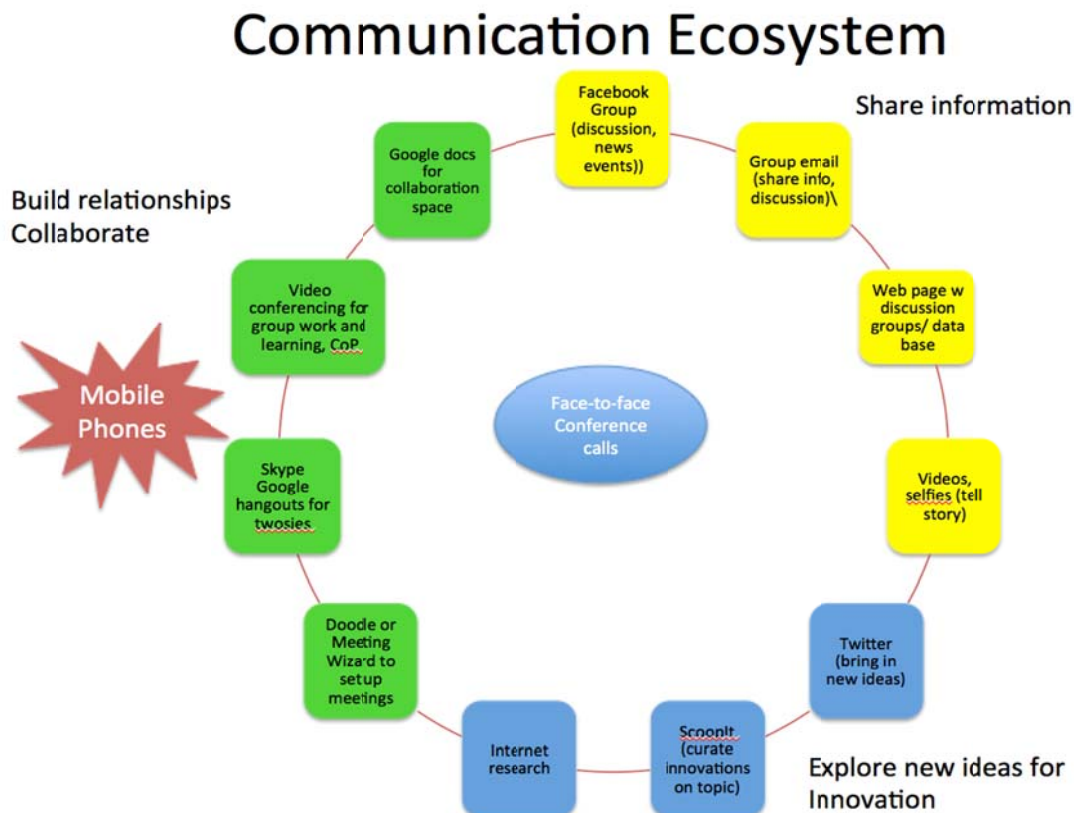 Communication Ecosystem
Facebook
Group
(discussion,
news
events))
Share information
Group email
(share info,
discussion)\
Web page w
discussion
groups/ data
base
Videos,
selfies (tell
story)
Twitter
(bring in
new ideas)
Explore new ideas for
Innovation
ScoopIt
(curate
innovations
on topic)
Internet
research
Doode or
Meeting
Wizard to
setup
meetings
Skype
Google
hangouts for
twosies
Mobile
Phones
Video
conferencing for
group work and
learning, CoP
Build relationships
Collaborate
Google docs
for
collaboration
space
Face-to-face
Conference
calls